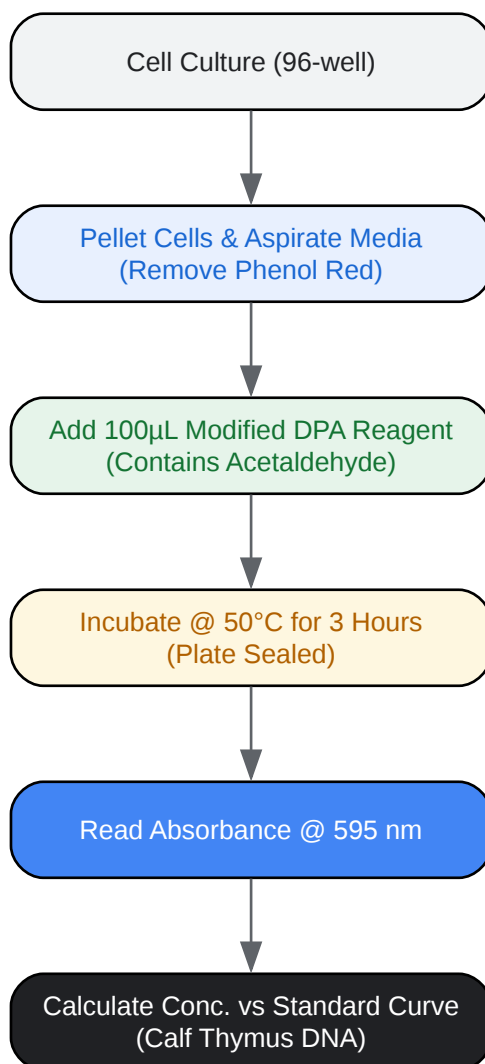 Cell Culture (96-well)
Pellet Cells & Aspirate Media
(Remove Phenol Red)
Add 100µL Modified DPA Reagent
(Contains Acetaldehyde)
Incubate @ 50°C for 3 Hours
(Plate Sealed)
Read Absorbance @ 595 nm
Calculate Conc. vs Standard Curve
(Calf Thymus DNA)